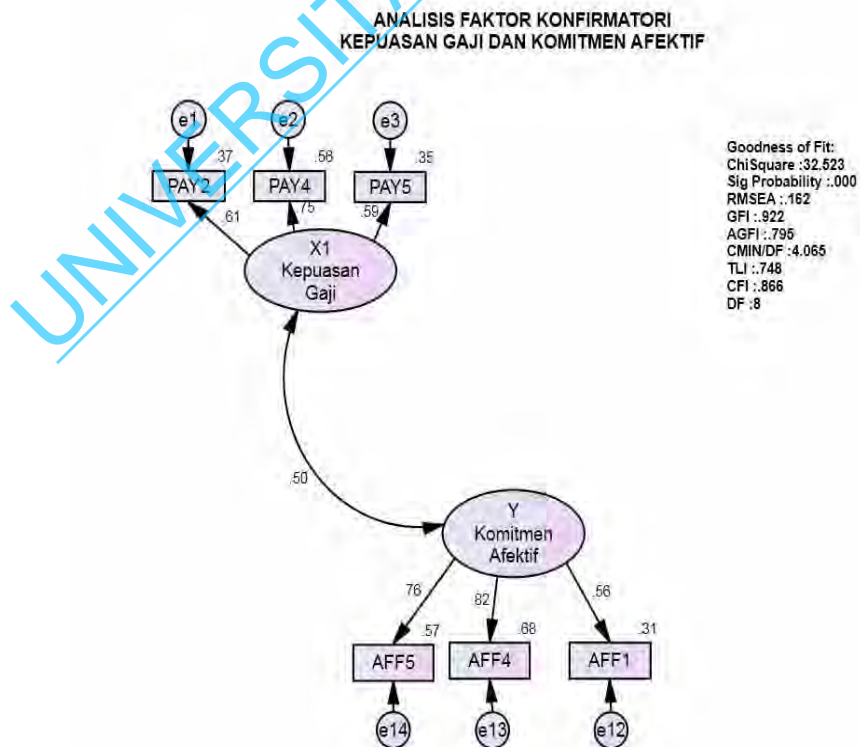 ANALISIS FAKTOR KONFIRMATORI
KEPUASAN GAJI DAN KOMITMEN AFEKTIF
UNIVERSITA
e1
e2
e3
.37
.56
.35
PAY2
PAY4
PAY5
.61
.75
.59
X1
Kepuasan
Gaji
Goodness of Fit:
ChiSquare :32.523
Sig Probability :.000
RMSEA :.162
GFI :.922
AGFI :.795
CMIN/DF :4.065
TLI :.748
CFI :.866
DF :8
.50
Y
Komitmen
Afektif
.76
.82
.56
.57
.68
.31
AFF5
AFF4
AFF1
e14
e13
e12